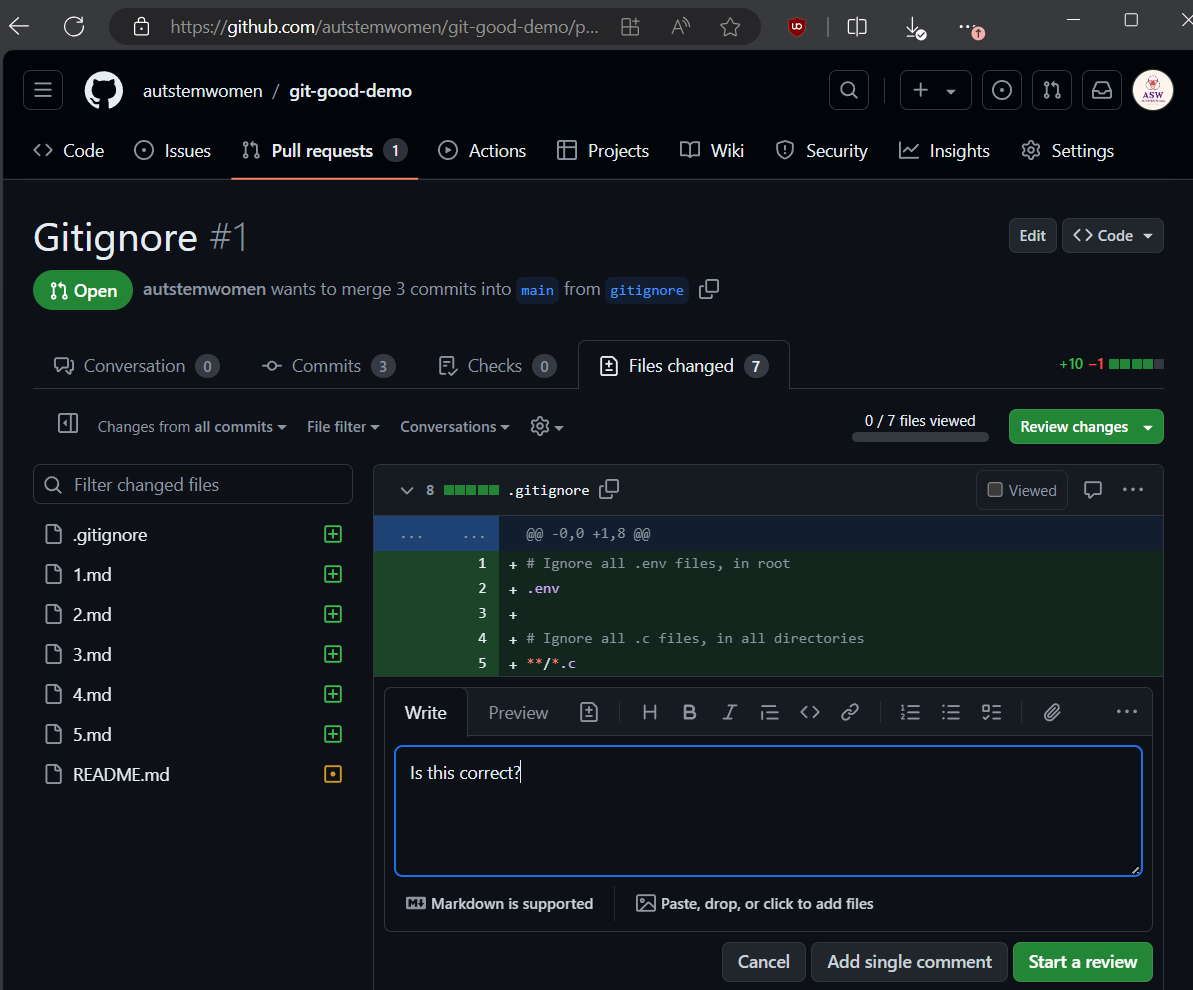 https://github.com/autstemwomen/git-good-demo/p...
autstemwomen / git-good-demo
ASW
Code Issues Pull requests 1 Actions Projects Wiki Security Insights Settings
Gitignore #1
Edit <> Code
Open autstemwomen wants to merge 3 commits into main from gitignore
Conversation 0 Commits 3 Checks 0 Files changed 7 +10 −1
Changes from all commits File filter Conversations 0 / 7 files viewed Review changes
Filter changed files
8 .gitignore Viewed
.gitignore
1.md
2.md
3.md
4.md
5.md
README.md
... ... @@ -0,0 +1,8 @@
1 + # Ignore all .env files, in root
2 + .env
3 +
4 + # Ignore all .c files, in all directories
5 + **/*.c
Write Preview H B I
Is this correct?
Markdown is supported Paste, drop, or click to add files
Cancel Add single comment Start a review